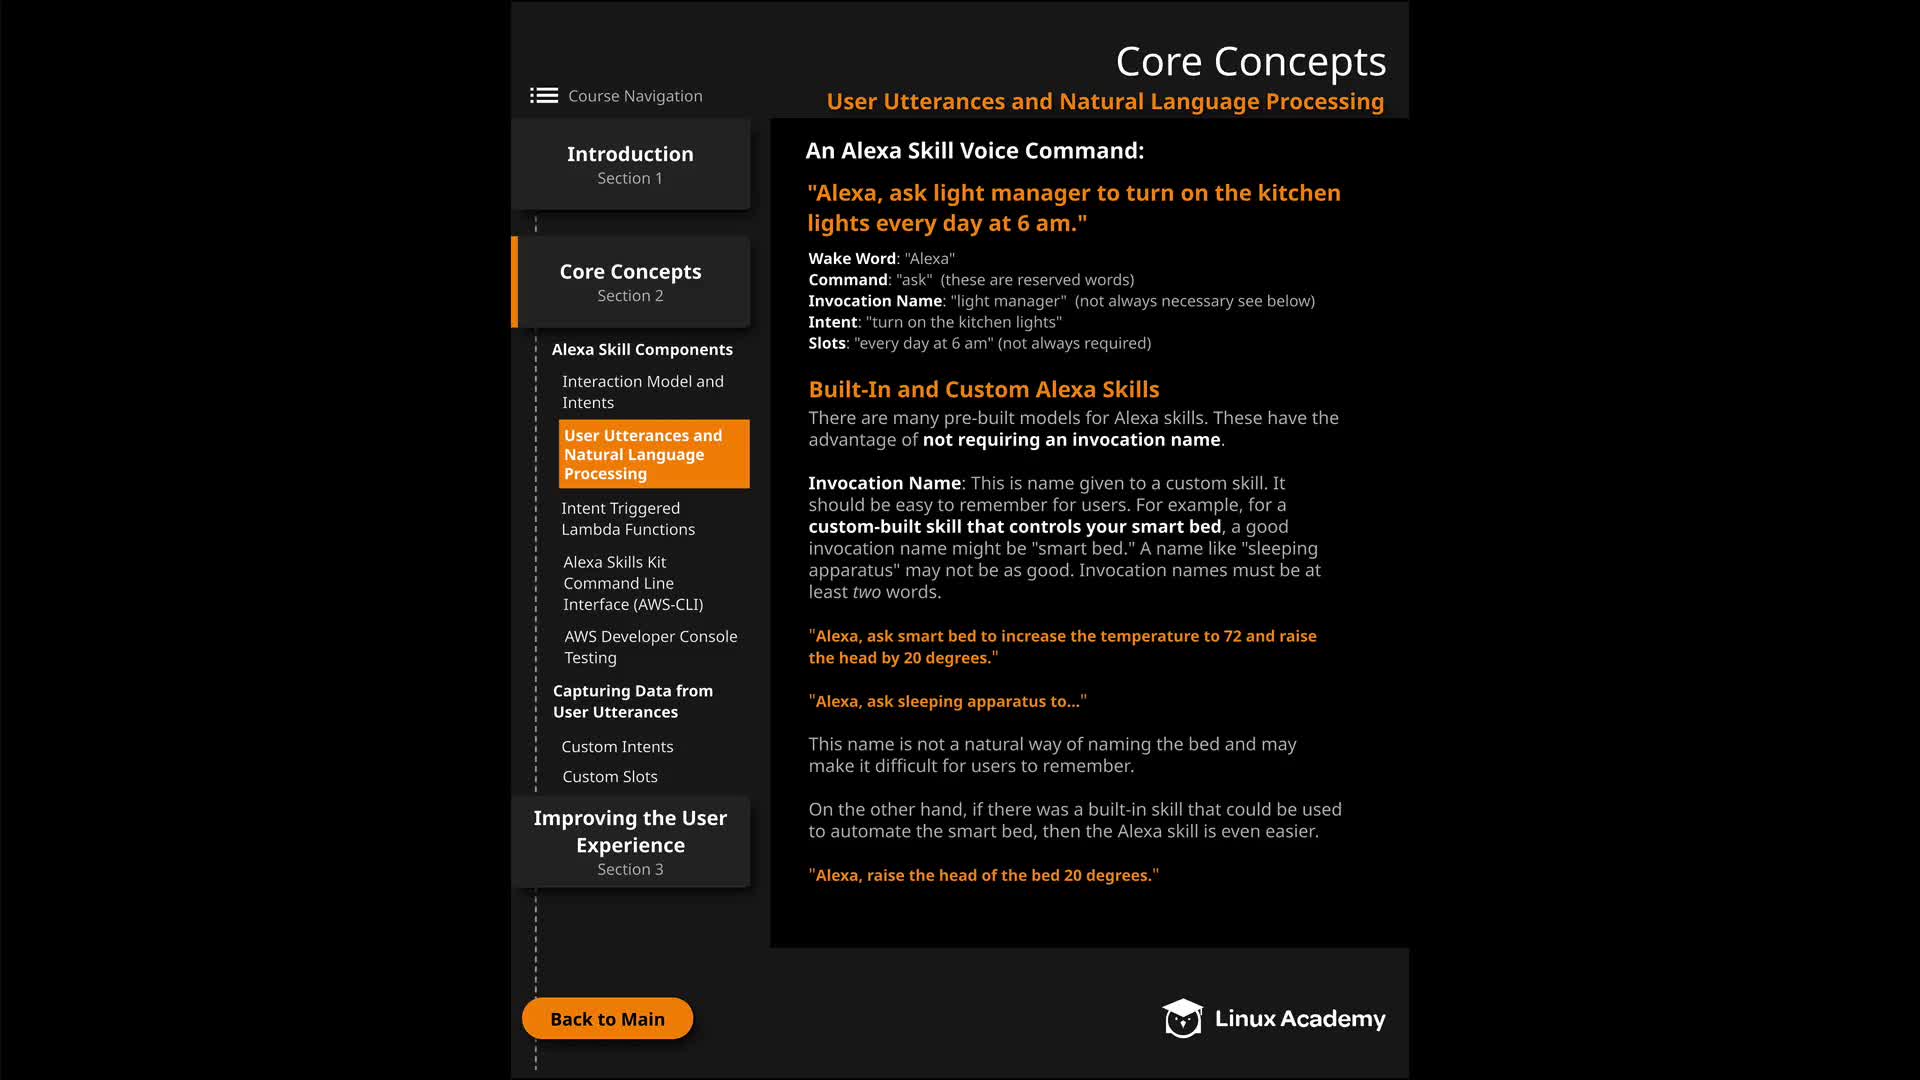 Core Concepts
User Utterances and Natural Language Processing
Course Navigation
Introduction
Section 1
Core Concepts
Section 2
Alexa Skill Components
Interaction Model and
Intents
User Utterances and
Natural Language
Processing
Intent Triggered
Lambda Functions
Alexa Skills Kit
Command Line
Interface (AWS-CLI)
AWS Developer Console
Testing
Capturing Data from
User Utterances
Custom Intents
Custom Slots
Improving the User
Experience
Section 3
Back to Main
An Alexa Skill Voice Command:
"Alexa, ask light manager to turn on the kitchen
lights every day at 6 am."
Wake Word: "Alexa"
Command: "ask" (these are reserved words)
Invocation Name: "light manager" (not always necessary see below)
Intent: "turn on the kitchen lights"
Slots: "every day at 6 am" (not always required)
Built-In and Custom Alexa Skills
There are many pre-built models for Alexa skills. These have the
advantage of not requiring an invocation name.
Invocation Name: This is name given to a custom skill. It
should be easy to remember for users. For example, for a
custom-built skill that controls your smart bed, a good
invocation name might be "smart bed." A name like "sleeping
apparatus" may not be as good. Invocation names must be at
least two words.
"Alexa, ask smart bed to increase the temperature to 72 and raise
the head by 20 degrees."
"Alexa, ask sleeping apparatus to..."
This name is not a natural way of naming the bed and may
make it difficult for users to remember.
On the other hand, if there was a built-in skill that could be used
to automate the smart bed, then the Alexa skill is even easier.
"Alexa, raise the head of the bed 20 degrees."
Linux Academy